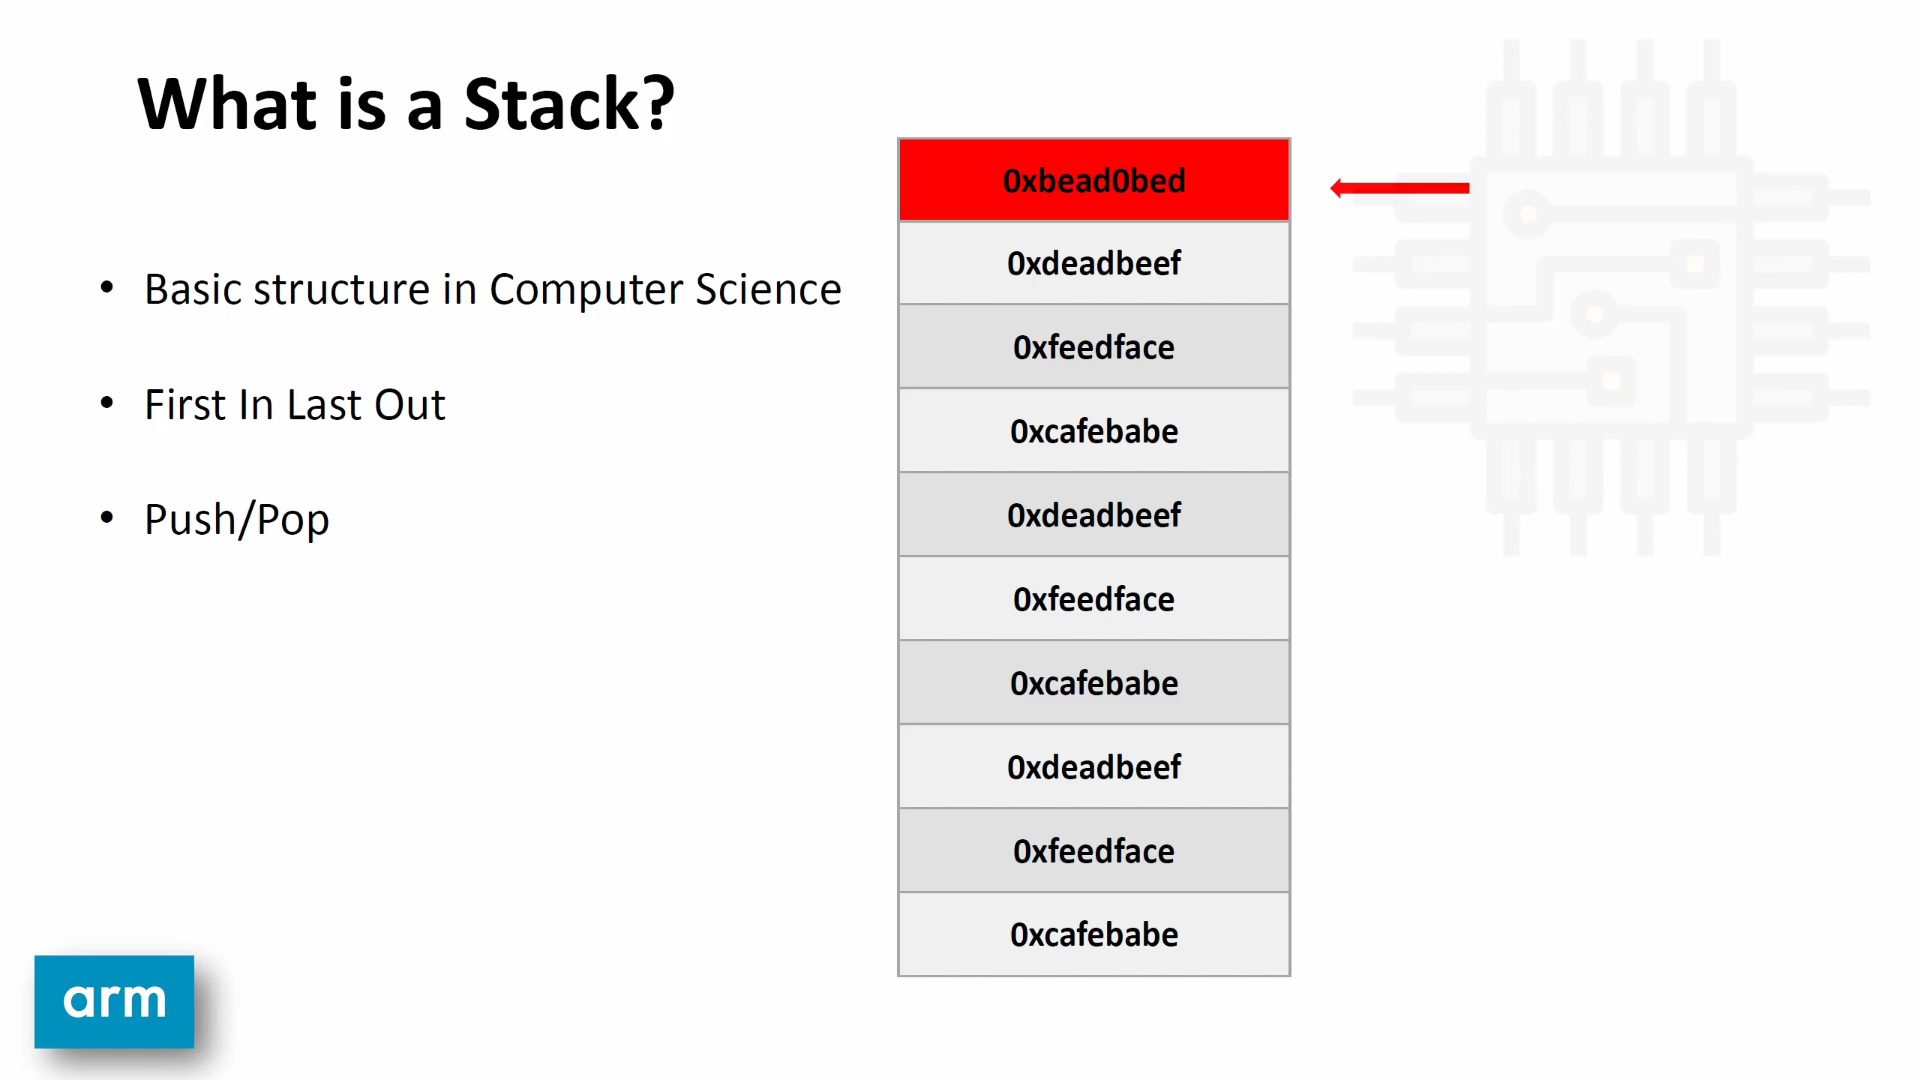 What is a Stack?
• Basic structure in Computer Science
• First In Last Out
• Push/Pop
0xbead0bed
0xdeadbeef
0xfeedface
0xcafebabe
0xdeadbeef
0xfeedface
0xcafebabe
0xdeadbeef
0xfeedface
0xcafebabe
arm